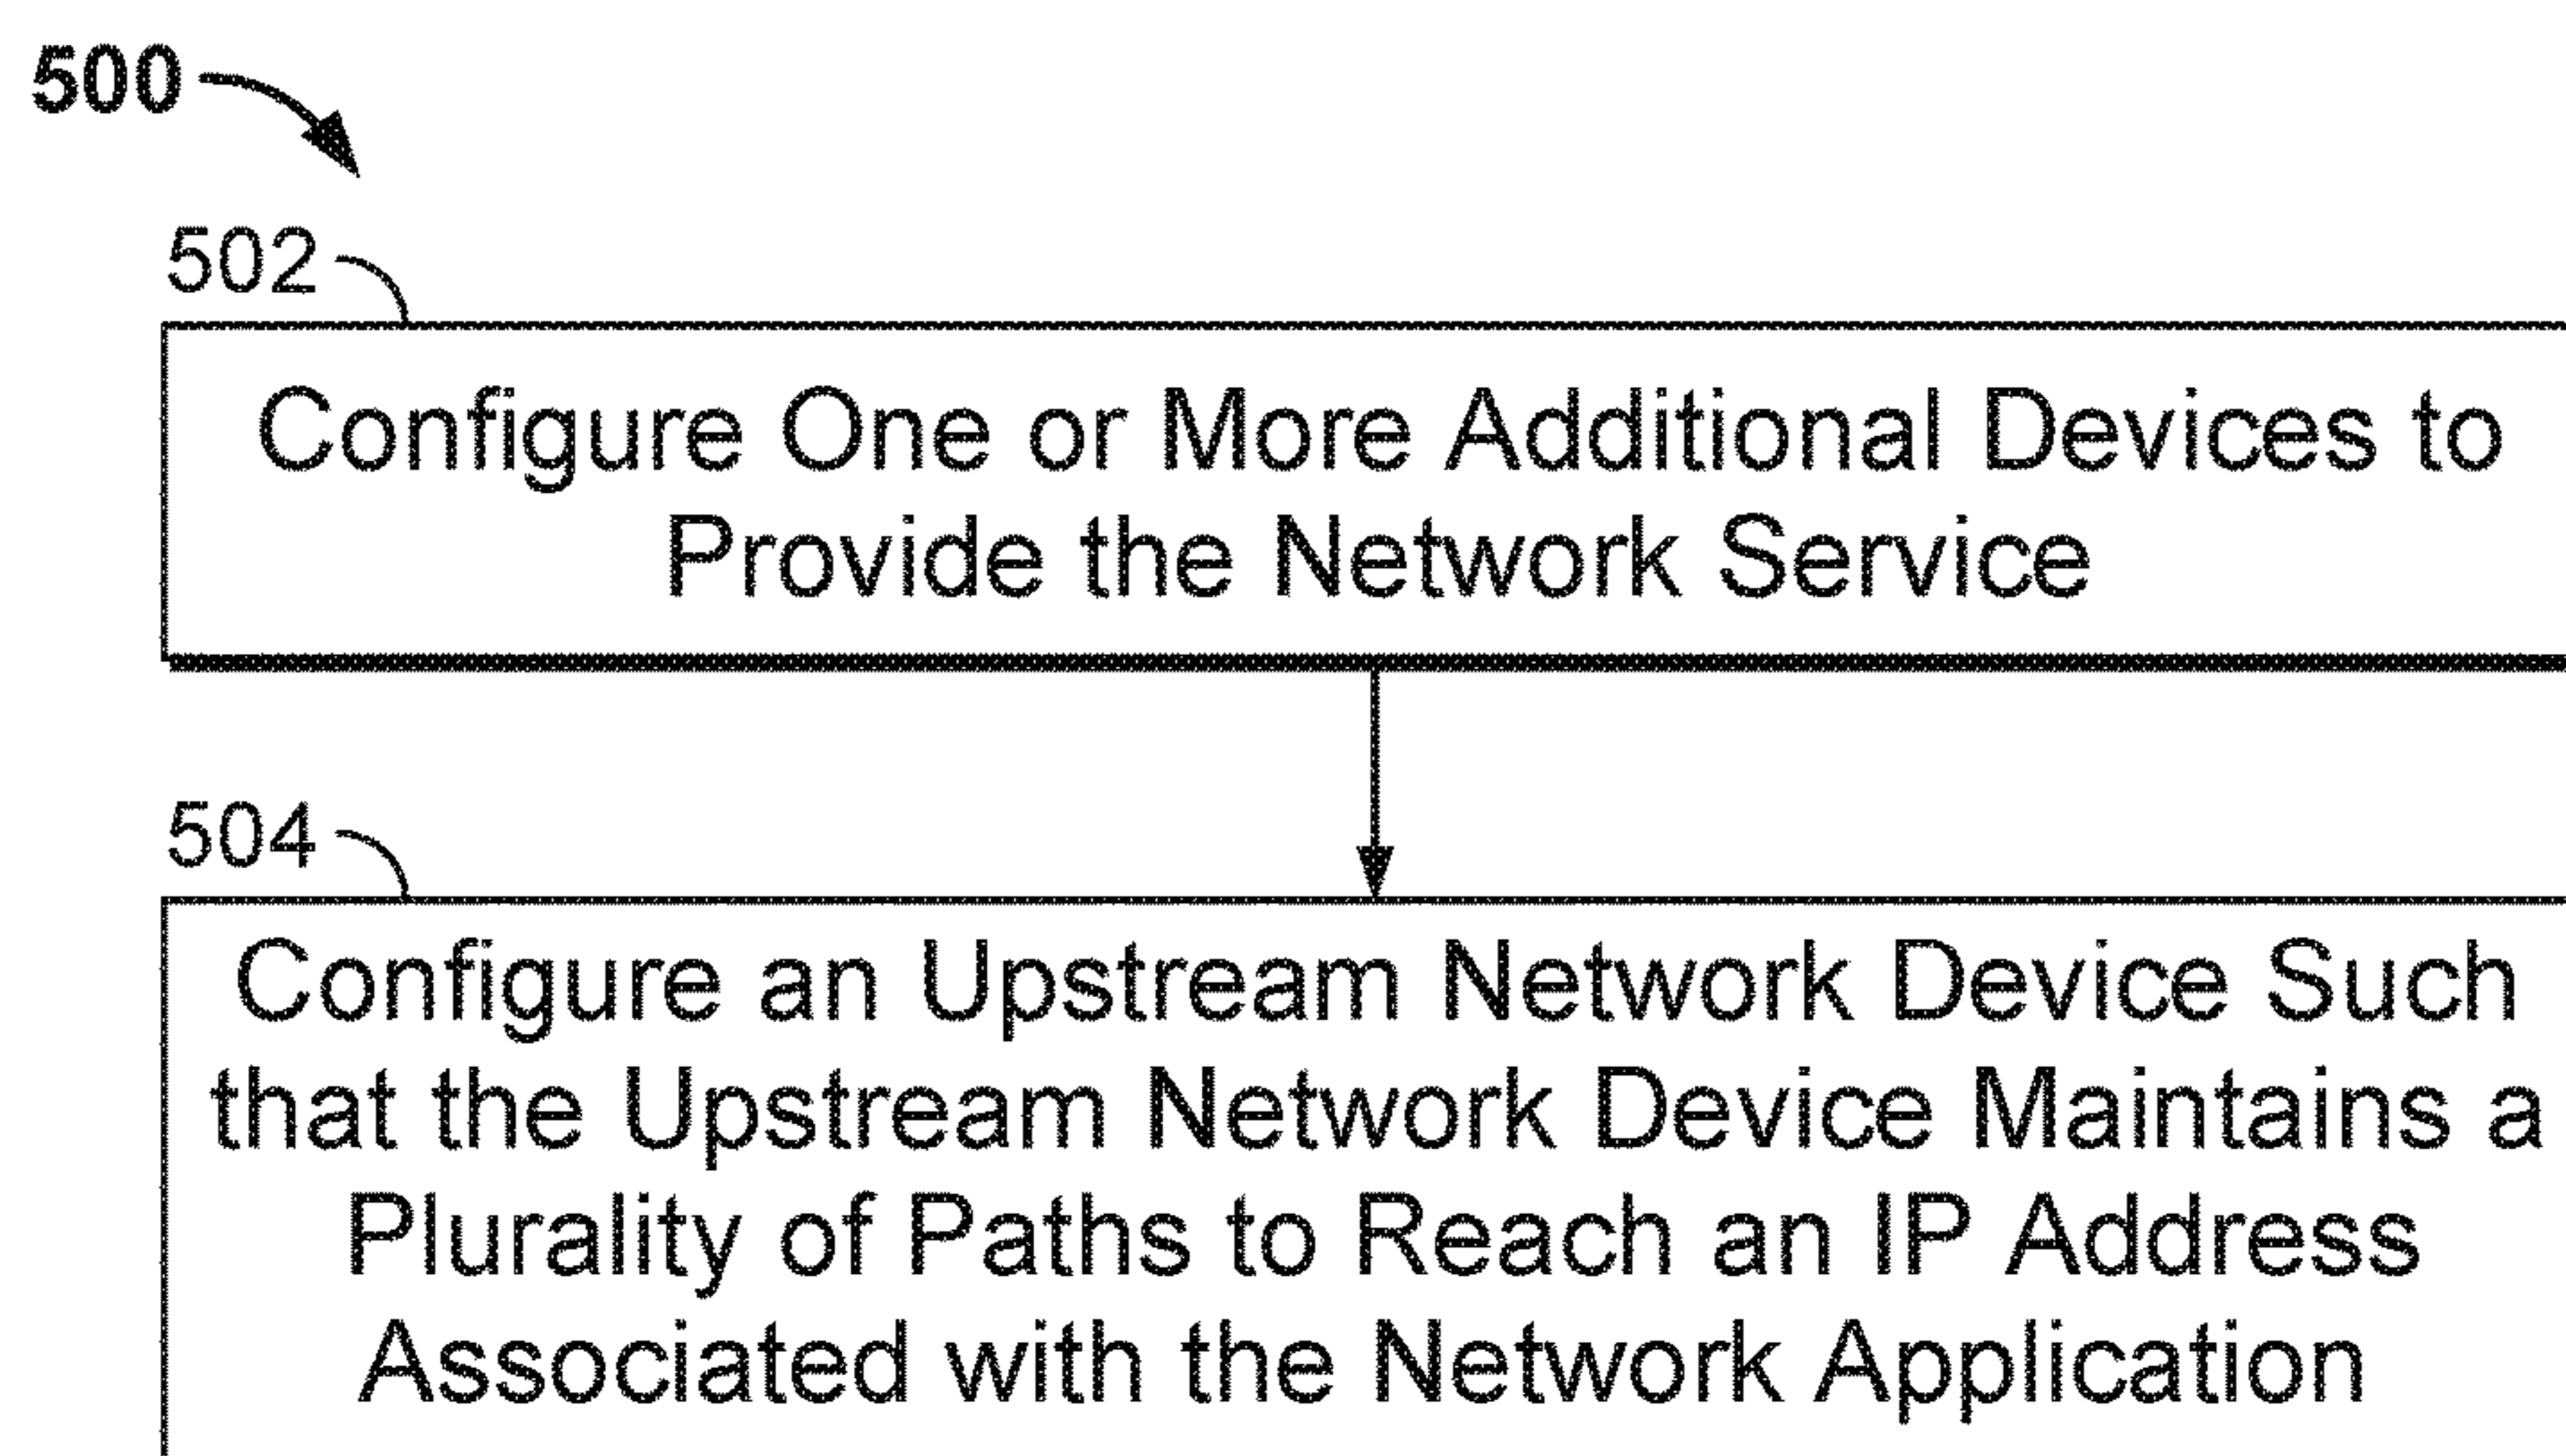 500
502
Configure One or More Additional Devices to
Provide the Network Service
504
Configure an Upstream Network Device Such
that the Upstream Network Device Maintains a
Plurality of Paths to Reach an IP Address
Associated with the Network Application